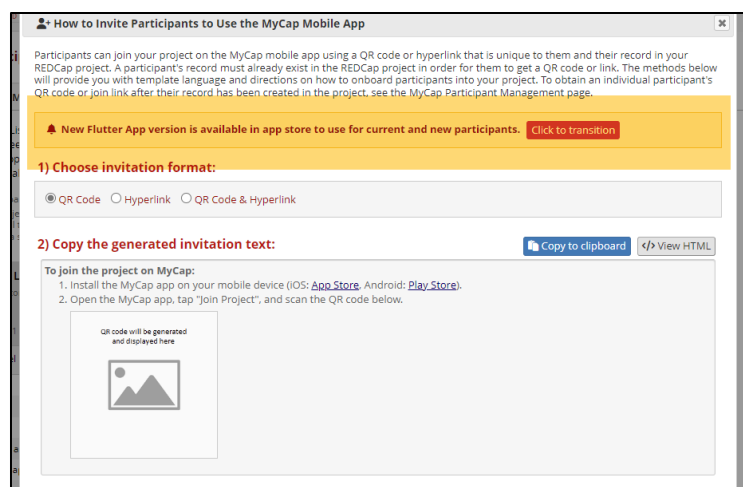 How to Invite Participants to Use the MyCap Mobile App
Participants can join your project on the MyCap mobile app using a QR code or hyperlink that is unique to them and their record in your
REDCap project. A participant's record must already exist in the REDCap project in order for them to get a QR code or link. The methods below
will provide you with template language and directions on how to onboard participants into your project. To obtain an individual participant's
QR code or join link after their record has been created in the project, see the MyCap Participant Management page.
New Flutter App version is available in app store to use for current and new participants. Click to transition
1) Choose invitation format:
QR Code Hyperlink QR Code & Hyperlink
2) Copy the generated invitation text: Copy to clipboard </> View HTML
To join the project on MyCap:
1. Install the MyCap app on your mobile device (iOS: App Store, Android: Play Store).
2. Open the MyCap app, tap "Join Project", and scan the QR code below.
QR code will be generated
and displayed here